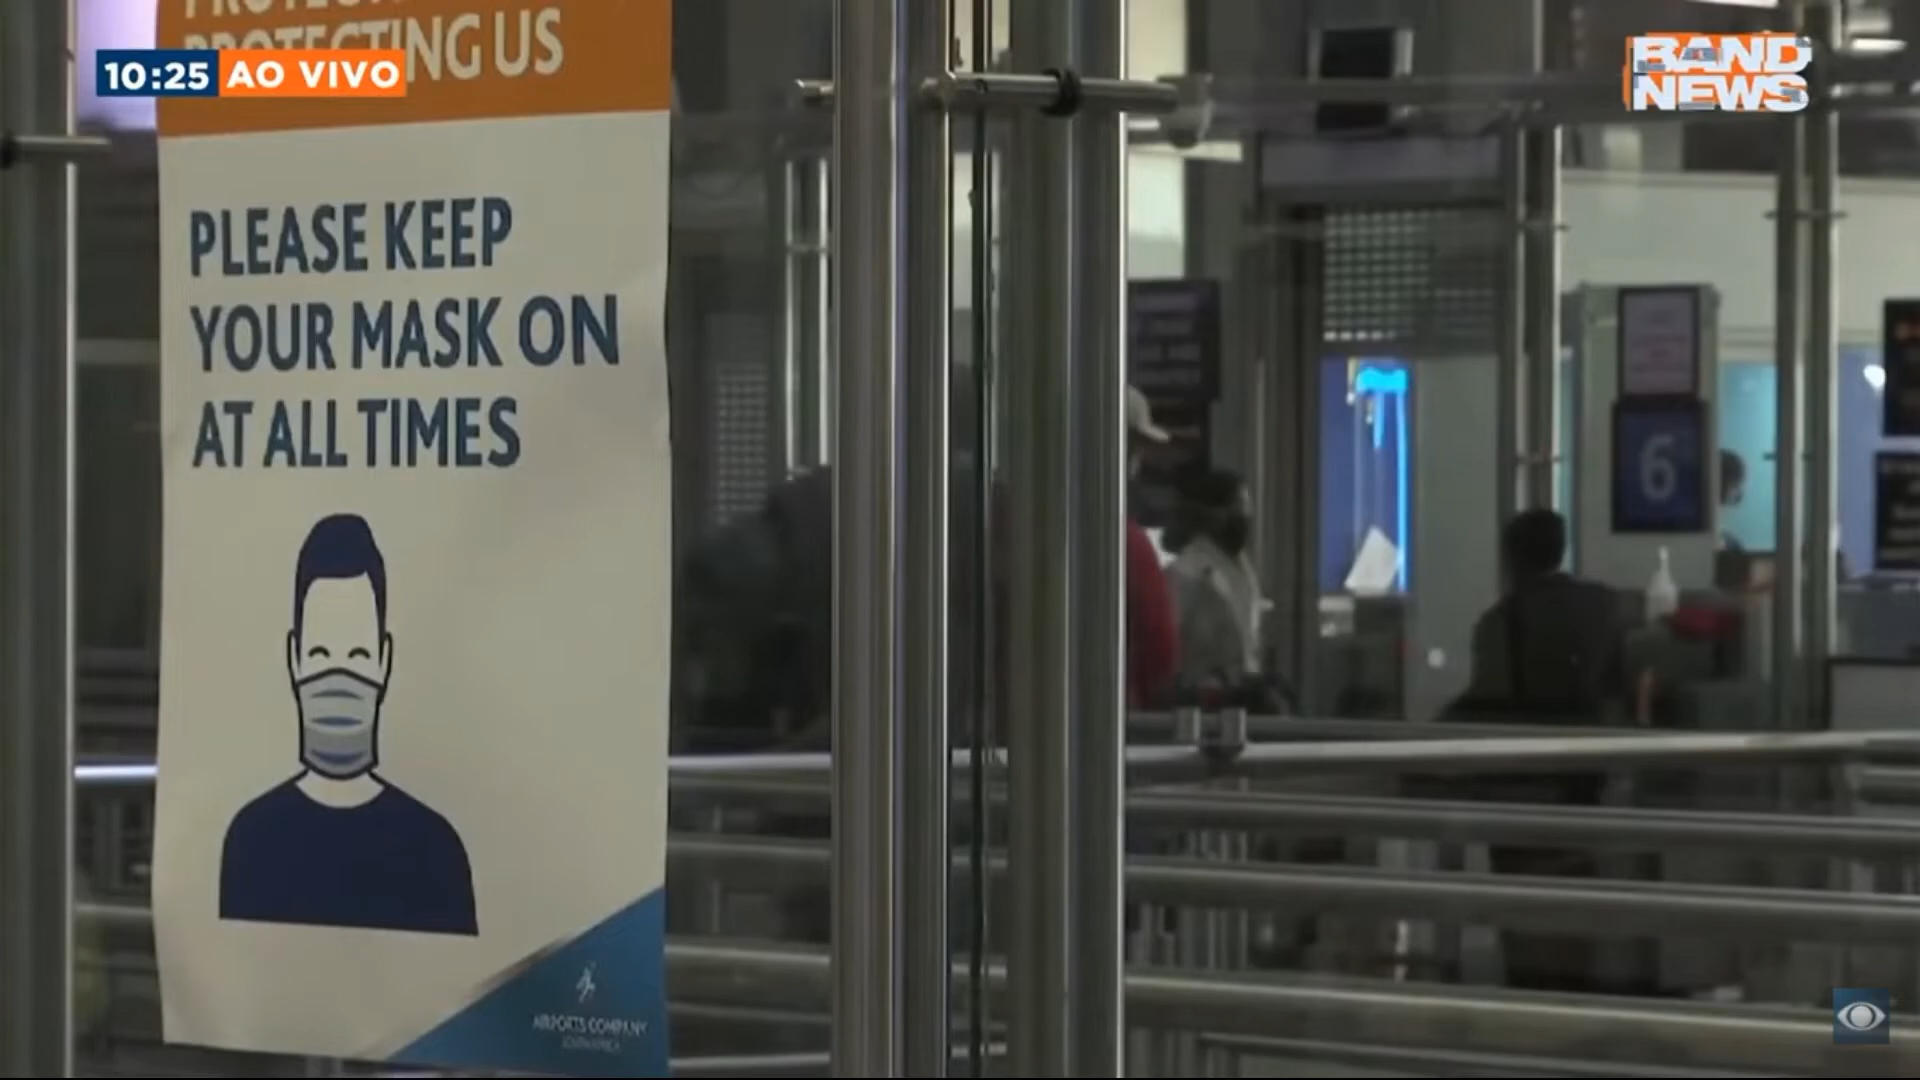 PROTECTING US
10:25 AO VIVO
BAND
NEWS
PLEASE KEEP
YOUR MASK ON
AT ALL TIMES
6
AIRPORTS COMPANY
SOUTH AFRICA